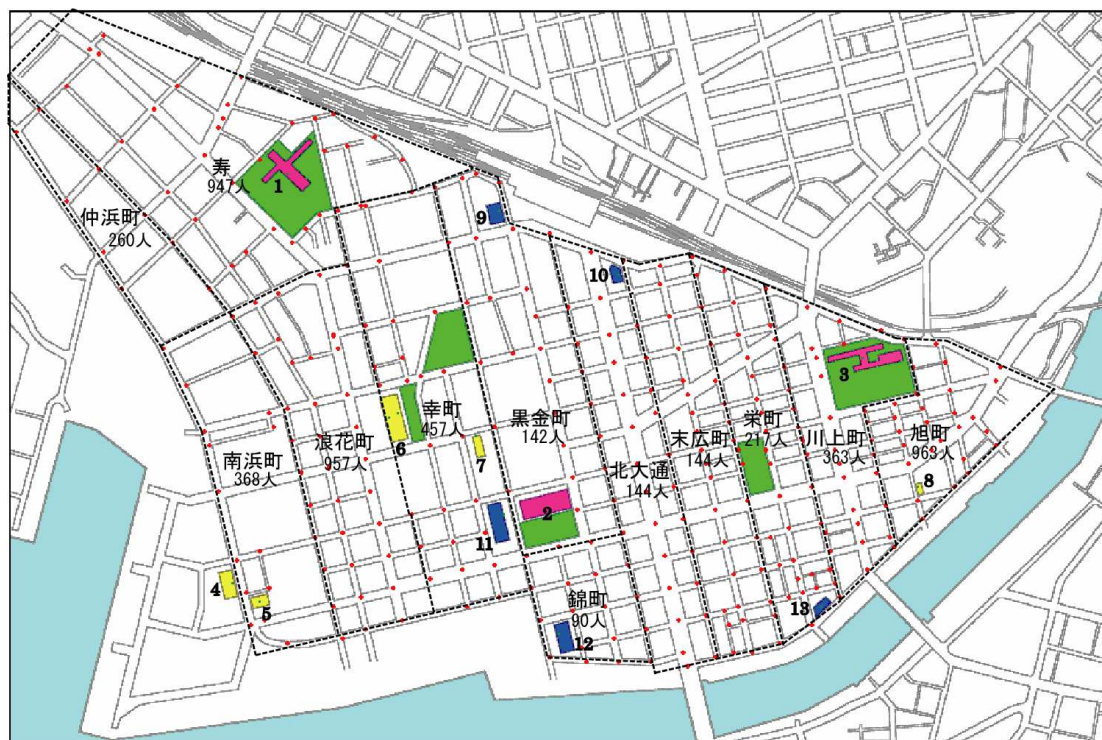 寿
947人
1
仲浜町
260人
9
10
3
幸町
457人
6
7
黒金町
142人
浪花町
957人
南浜町
368人
北大通
144人
末広町
144人
栄町
217人
川上町
363人
旭町
963人
8
2
11
4
5
錦町
90人
12
13